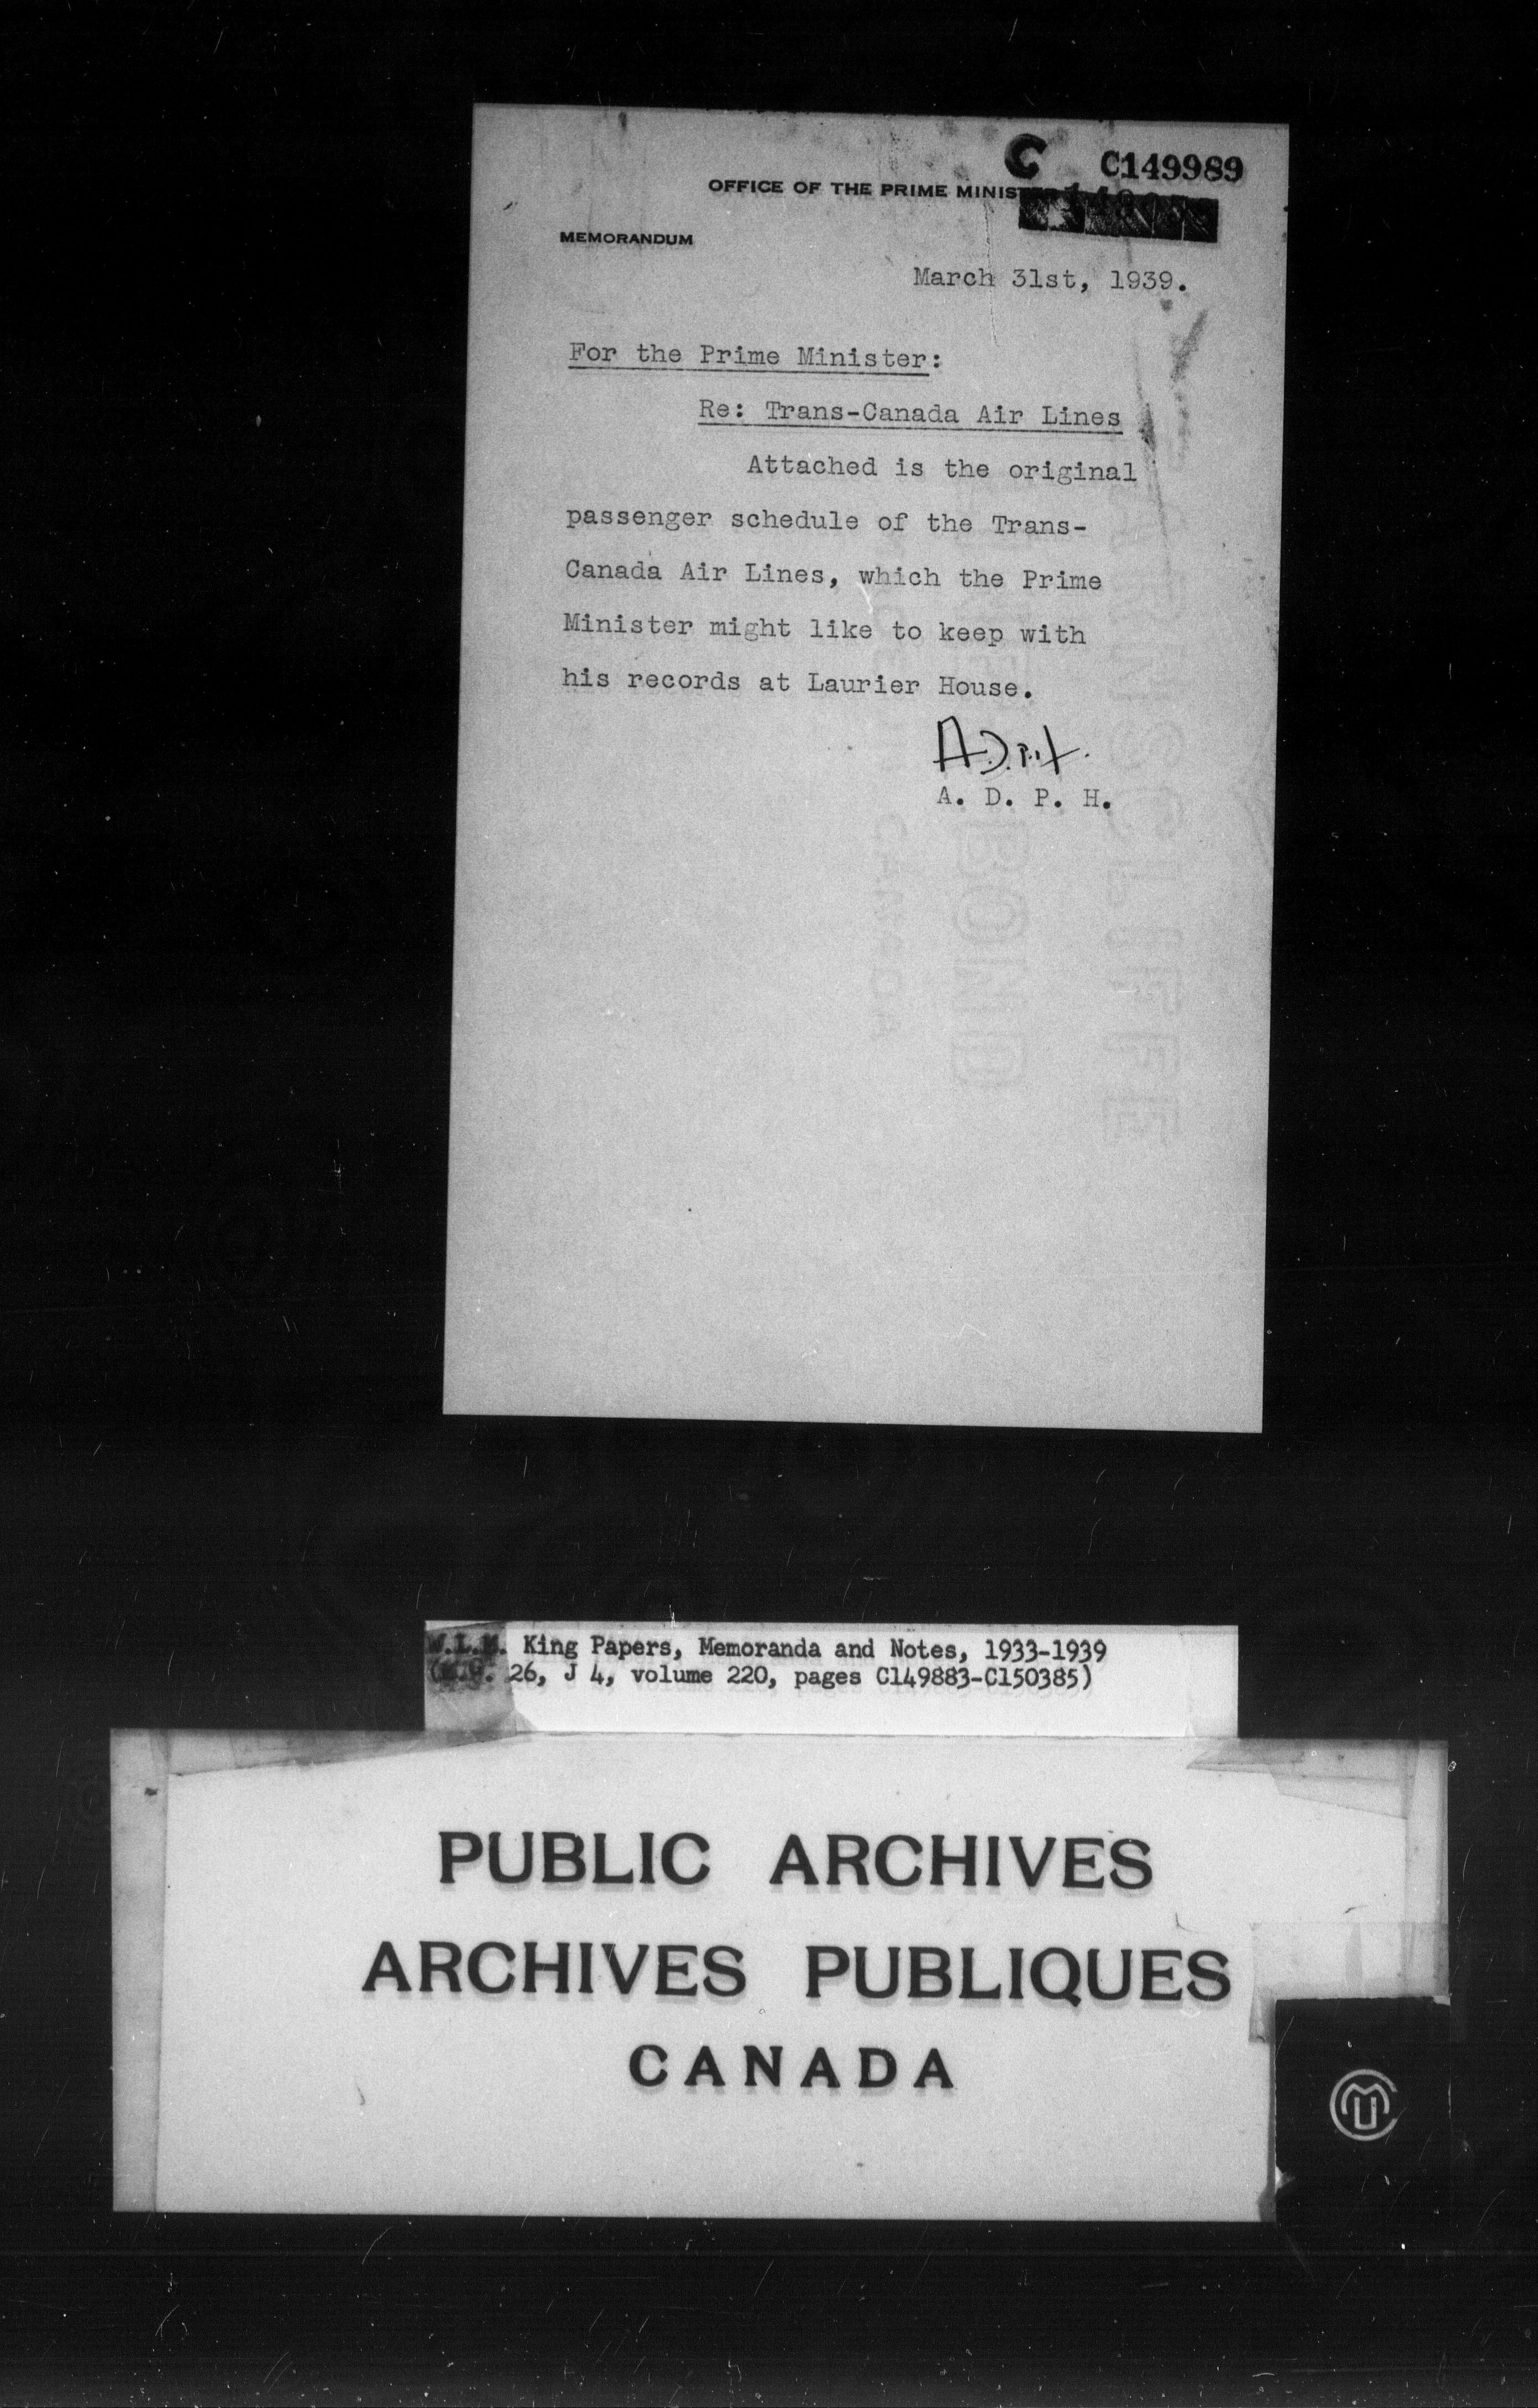 C C149989
OFFICE OF THE PRIME MINIS
MEMORANDUM
March 31st, 1939.
For the Prime Minister:
Re: Trans-Canada Air Lines
Attached is the original
passenger schedule of the Trans-
Canada Air Lines, which the Prime
Minister might like to keep with
his records at Laurier House.
A.D.P.H.
A. D. P. H.
W.L.M. King Papers, Memoranda and Notes, 1933-1939
(M.G. 26, J 4, volume 220, pages C149883-C150385)
PUBLIC ARCHIVES
ARCHIVES PUBLIQUES
CANADA